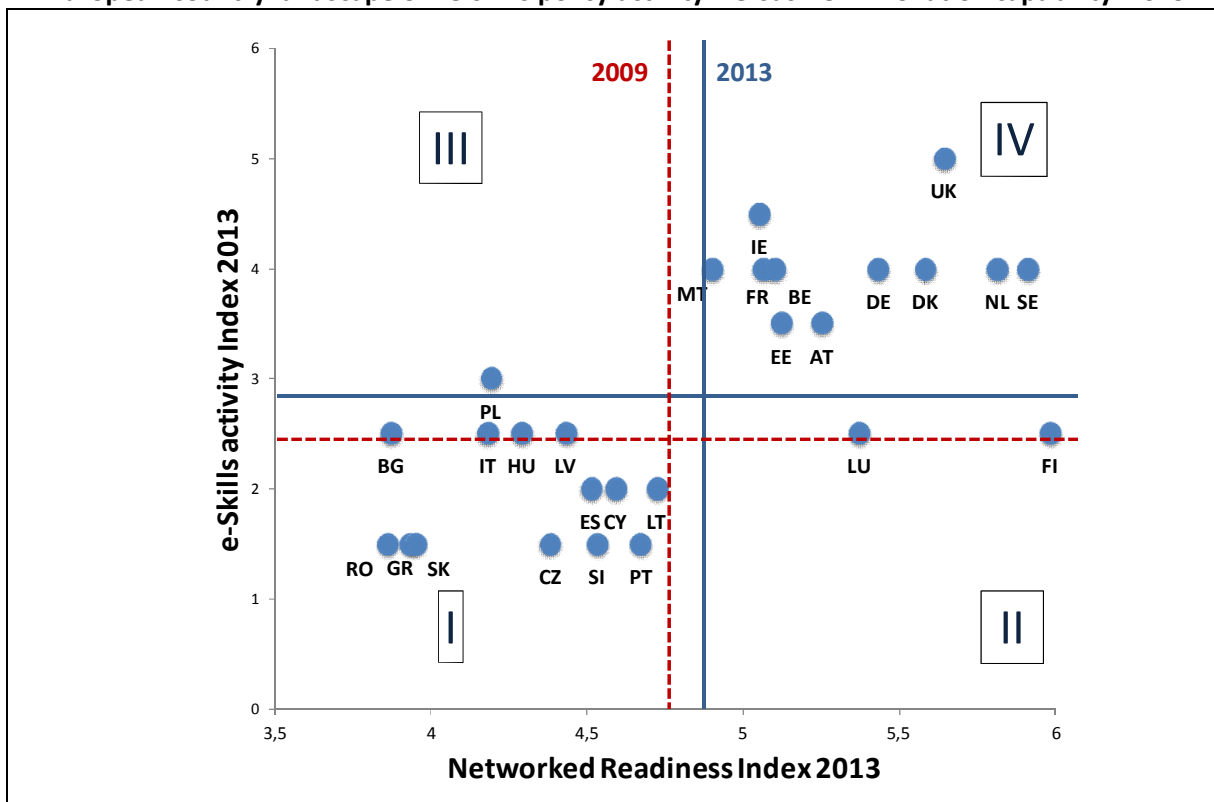 6
2009
2013
III
IV
5
UK
IE
4
MT
FR
BE
DE
DK
NL
SE
EE
AT
3
PL
BG
IT
HU
LV
LU
FI
2
ES
CY
LT
RO
GR
SK
CZ
SI
PT
1
I
II
0
3,5
4
4,5
5
5,5
6
e-Skills activity Index 2013
Networked Readiness Index 2013